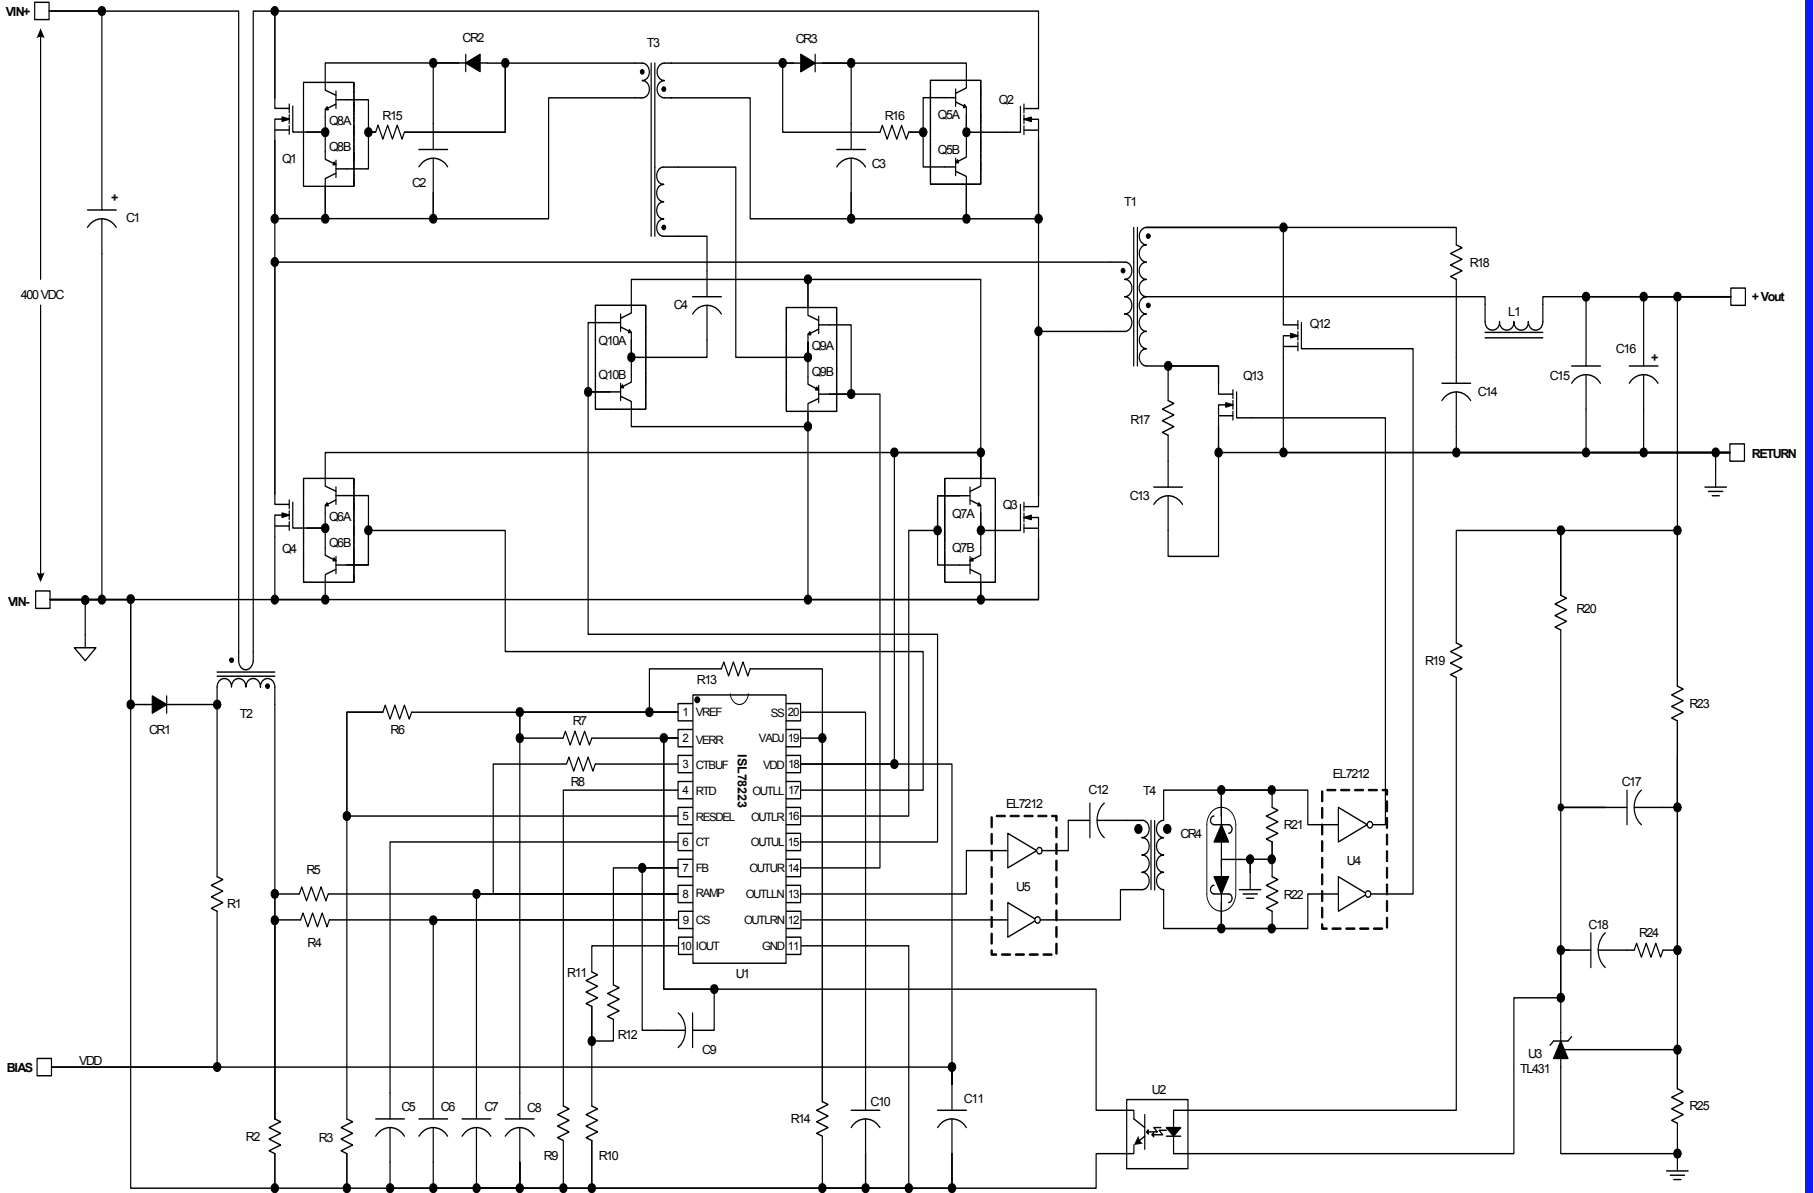 VIN+
CR2
T3
CR3
Q8A
Q8B
R15
Q1
C2
R16
C3
Q5A
Q5B
Q2
+
C1
T1
400 VDC
C4
Q10A
Q10B
Q9A
Q9B
R18
Q12
L1
+ Vout
C16
+
C15
Q13
C14
R17
C13
RETURN
Q6A
Q6B
Q4
Q7A
Q7B
Q3
VIN-
R20
R19
R13
T2
CR1
R6
R7
R8
R23
1 VREF
2 VERR
3 CTBUF
4 RTD
5 RESDEL
6 CT
7 FB
8 RAMP
9 CS
10 IOUT
ISL78223
SS 20
VADJ 19
VDD 18
OUTLL 17
OUTLR 16
OUTUL 15
OUTUR 14
OUTLLN 13
OUTLRN 12
GND 11
U1
EL7212
U5
C12
T4
CR4
R21
R22
EL7212
U4
C17
R5
R4
R1
R11
R12
C9
C18
R24
BIAS
VDD
U3
TL431
U2
R2
R3
C5
C6
C7
C8
R9
R10
R14
C10
C11
R25